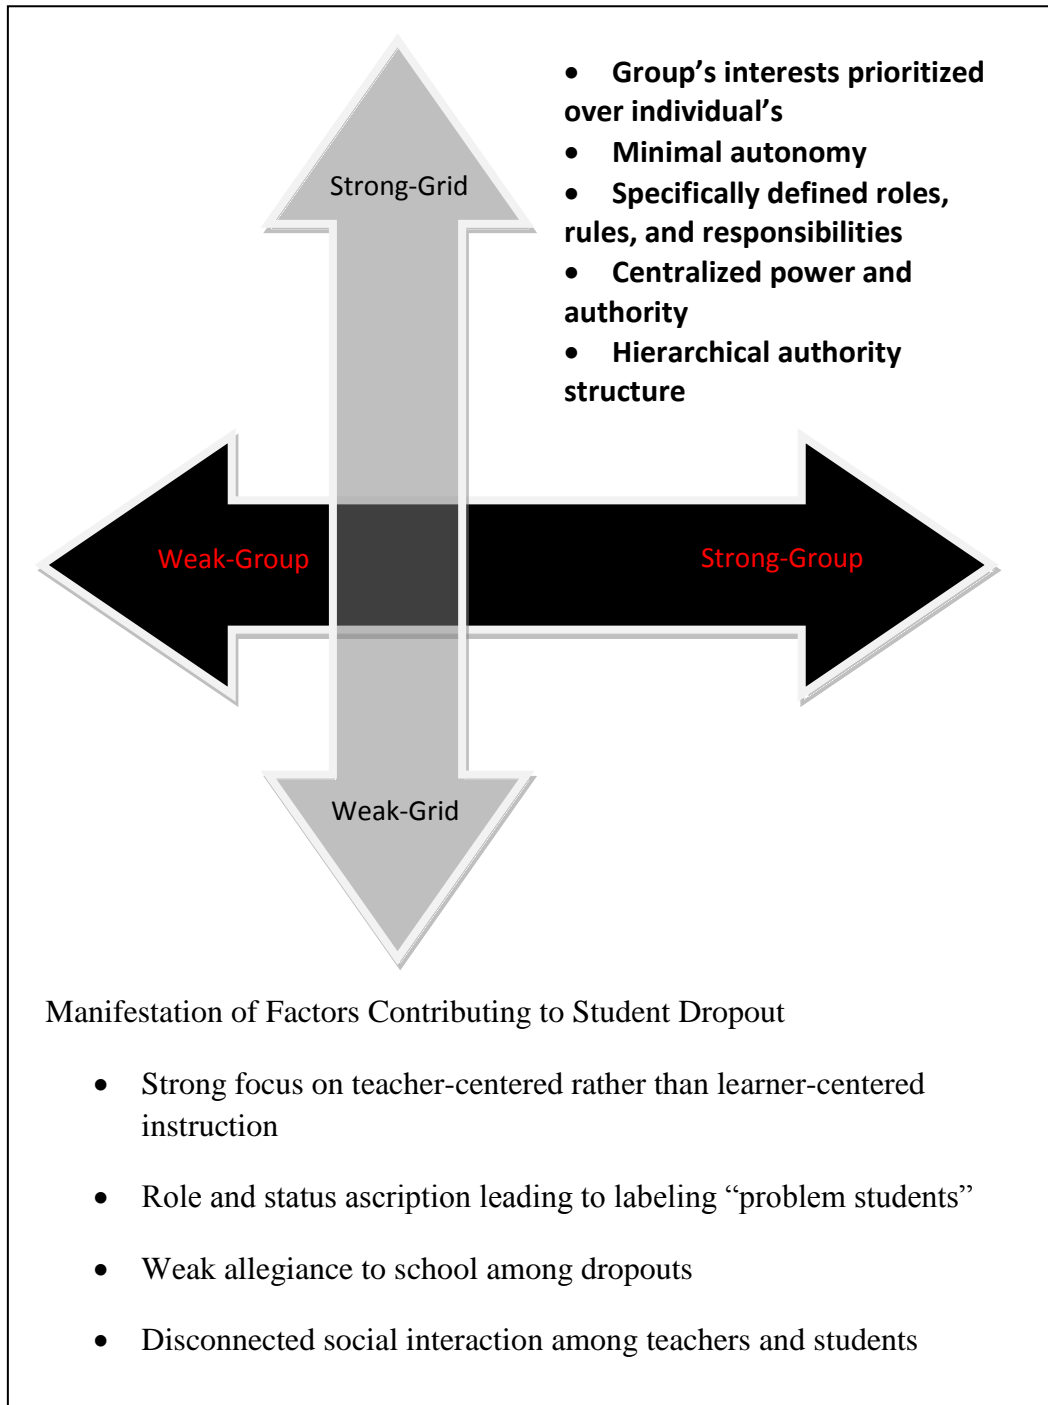 Strong-Grid
• Group’s interests prioritized
over individual’s
• Minimal autonomy
• Specifically defined roles,
rules, and responsibilities
• Centralized power and
authority
• Hierarchical authority
structure
Weak-Group
Strong-Group
Weak-Grid
Manifestation of Factors Contributing to Student Dropout
• Strong focus on teacher-centered rather than learner-centered
instruction
• Role and status ascription leading to labeling “problem students”
• Weak allegiance to school among dropouts
• Disconnected social interaction among teachers and students